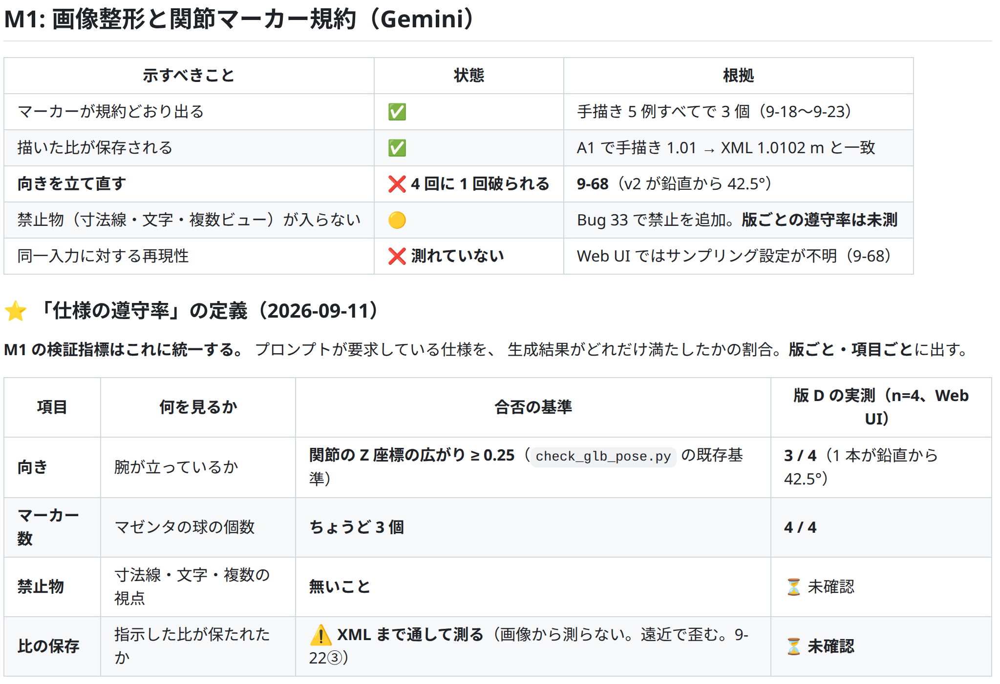 M1: 画像整形と関節マーカー規約（Gemini）
示すべきこと 状態 根拠
マーカーが規約どおり出る ✅ 手描き 5 例すべてで 3 個（9-18〜9-23）
描いた比が保存される ✅ A1 で手描き 1.01 → XML 1.0102 m と一致
向きを立て直す ❌ 4 回に 1 回破られる 9-68（v2 が鉛直から 42.5°）
禁止物（寸法線・文字・複数ビュー）が入らない 🟡 Bug 33 で禁止を追加。版ごとの遵守率は未測
同一入力に対する再現性 ❌ 測れていない Web UI ではサンプリング設定が不明（9-68）
⭐ 「仕様の遵守率」の定義（2026-09-11）
M1 の検証指標はこれに統一する。 プロンプトが要求している仕様を、 生成結果がどれだけ満たしたかの割合。版ごと・項目ごとに出す。
項目 何を見るか 合否の基準 版 D の実測（n=4、Web
UI）
向き 腕が立っているか 関節の Z 座標の広がり ≥ 0.25（check_glb_pose.py の既存基
準） 3 / 4（1 本が鉛直から
42.5°）
マーカー
数 マゼンタの球の個数 ちょうど 3 個 4 / 4
禁止物 寸法線・文字・複数の
視点 無いこと ⏳ 未確認
比の保存 指示した比が保たれた
か ⚠️ XML まで通して測る（画像から測らない。遠近で歪む。9-
22③） ⏳ 未確認